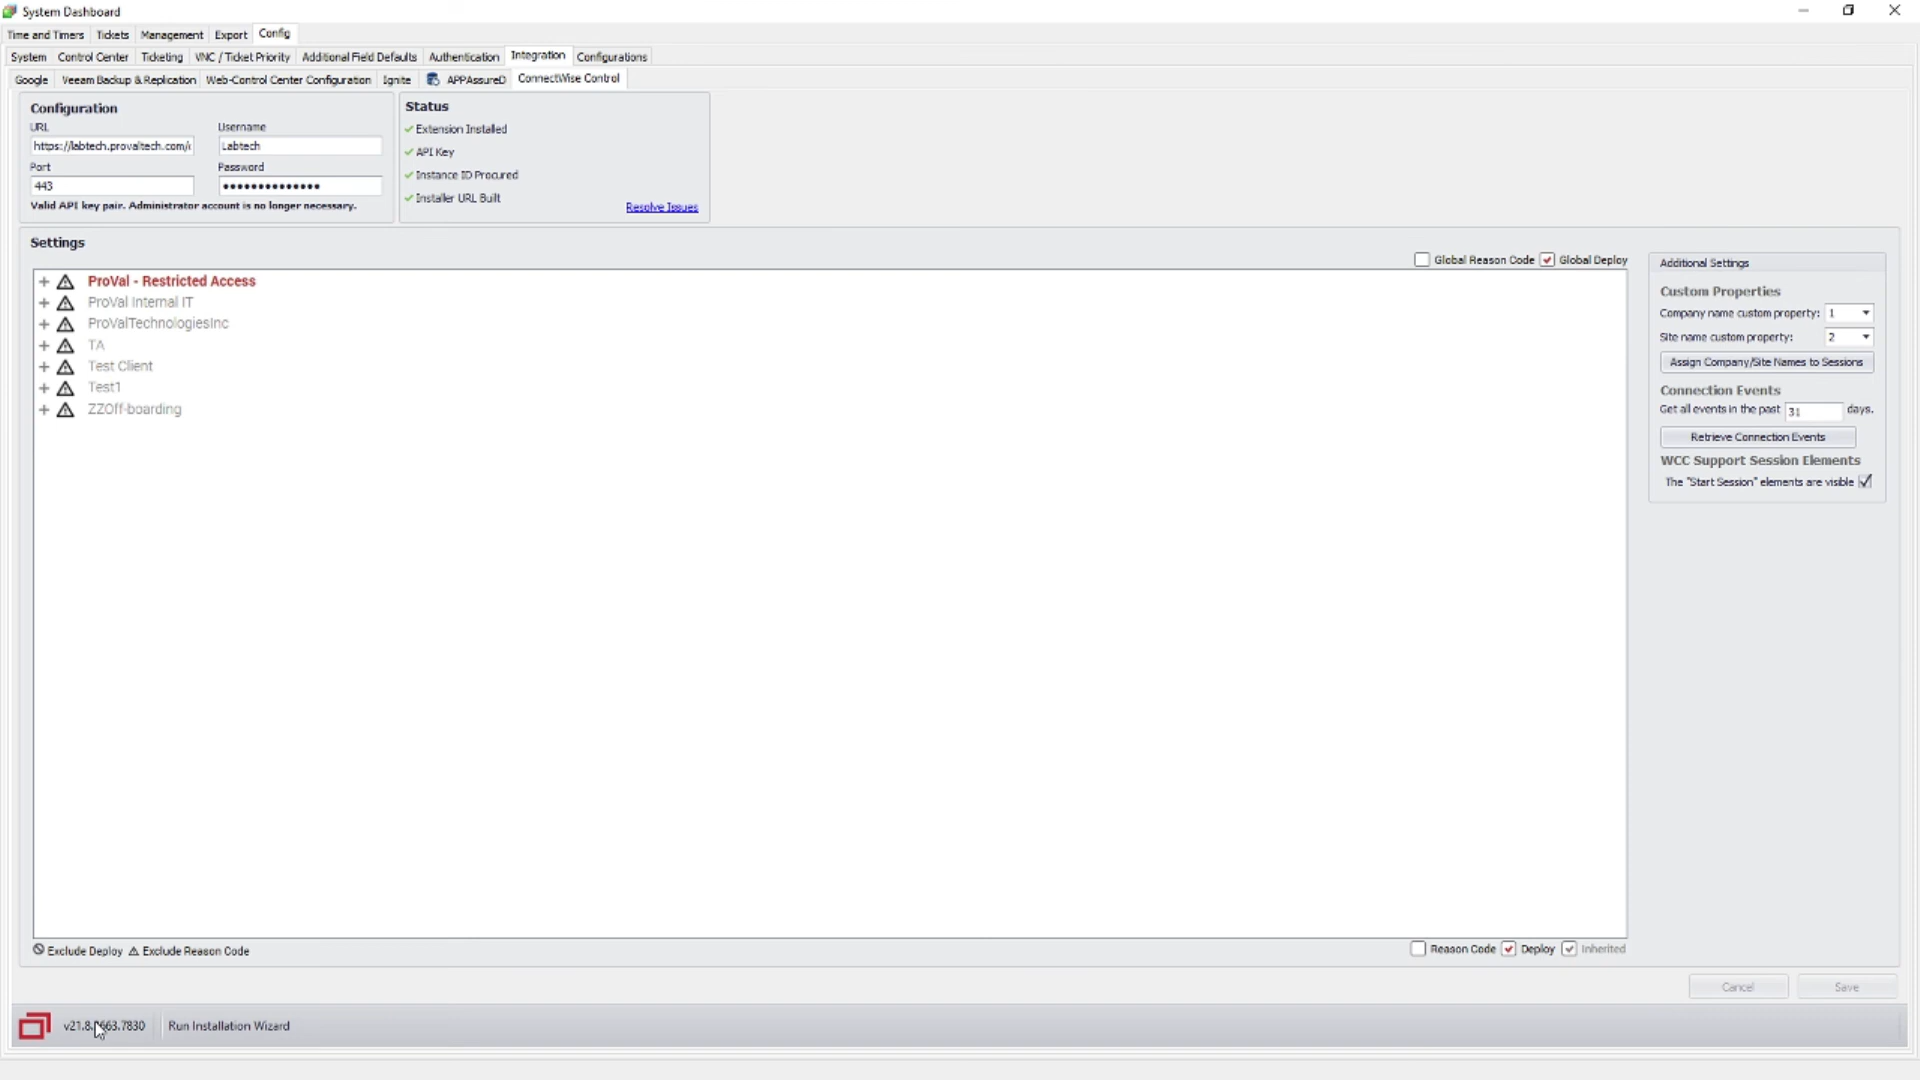 System Dashboard
Time and Timers Tickets Management Export Config
System Control Center Ticketing VNC / Ticket Priority Additional Field Defaults Authentication Integration Configurations
Google Veeam Backup & Replication Web-Control Center Configuration Ignite APPAssureD ConnectWise Control
Configuration
URL Username
https://labtech.provaltech.com/ Labtech
Port Password
443 ••••••••••••••
Valid API key pair. Administrator account is no longer necessary.
Status
Extension Installed
API Key
Instance ID Procured
Installer URL Built
Resolve Issues
Settings
Global Reason Code Global Deploy
ProVal - Restricted Access
ProVal Internal IT
ProValTechnologiesInc
TA
Test Client
Test1
ZZOff-boarding
Additional Settings
Custom Properties
Company name custom property: 1
Site name custom property: 2
Assign Company/Site Names to Sessions
Connection Events
Get all events in the past 31 days.
Retrieve Connection Events
WCC Support Session Elements
The "Start Session" elements are visible
Exclude Deploy Exclude Reason Code
Reason Code Deploy Inherited
Cancel Save
Run Installation Wizard